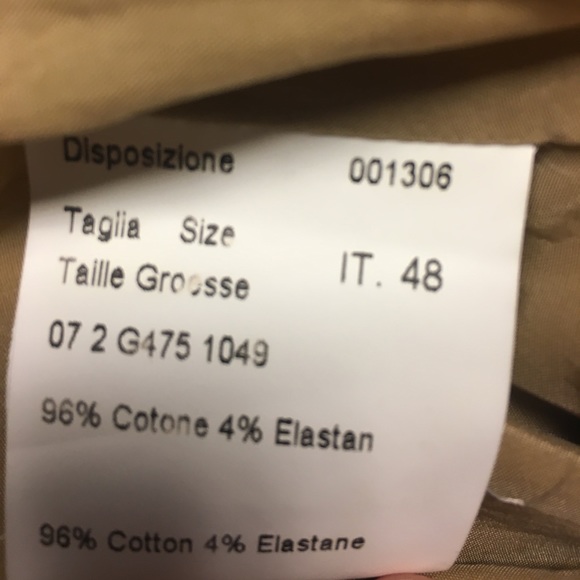 Disposizione 001306
Taglia Size
Taille Grosse IT. 48
07 2 G475 1049
96% Cotone 4% Elastan
96% Cotton 4% Elastane